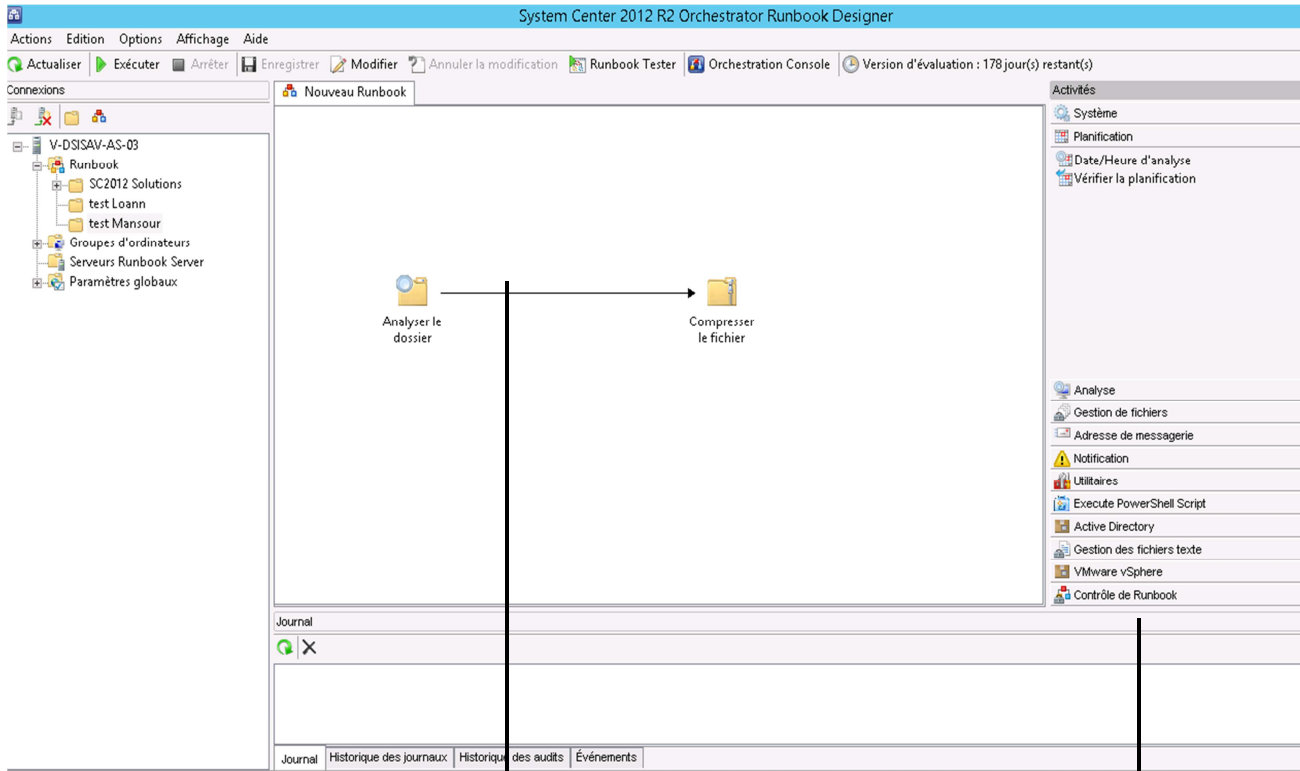 System Center 2012 R2 Orchestrator Runbook Designer
Actions Edition Options Affichage Aide
Actualiser Exécuter Arrêter Enregistrer Modifier Annuler la modification Runbook Tester Orchestration Console Version d'évaluation : 178 jour(s) restant(s)
Connexions
V-DSISAV-AS-03
Runbook
SC2012 Solutions
test Loann
test Mansour
Groupes d'ordinateurs
Serveurs Runbook Server
Paramètres globaux
Nouveau Runbook
Analyser le
dossier
Compresser
le fichier
Activités
Système
Planification
Date/Heure d'analyse
Vérifier la planification
Analyse
Gestion de fichiers
Adresse de messagerie
Notification
Utilitaires
Execute PowerShell Script
Active Directory
Gestion des fichiers texte
VMware vSphere
Contrôle de Runbook
Journal
Journal Historique des journaux Historique des audits Événements